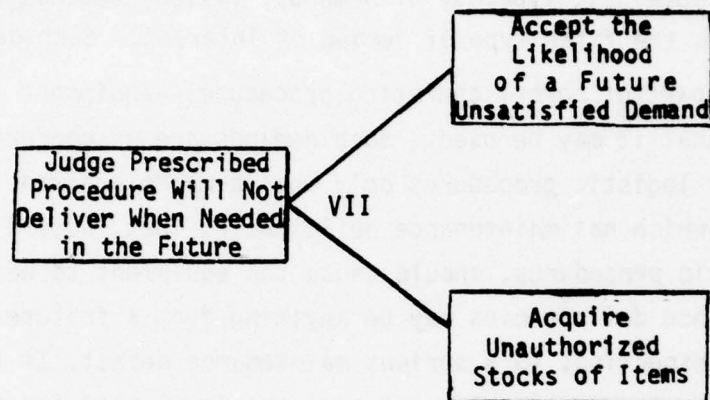 Accept the
Likelihood
of a Future
Unsatisfied Demand
Judge Prescribed
Procedure Will Not
Deliver When Needed
in the Future
VII
Acquire
Unauthorized
Stocks of Items